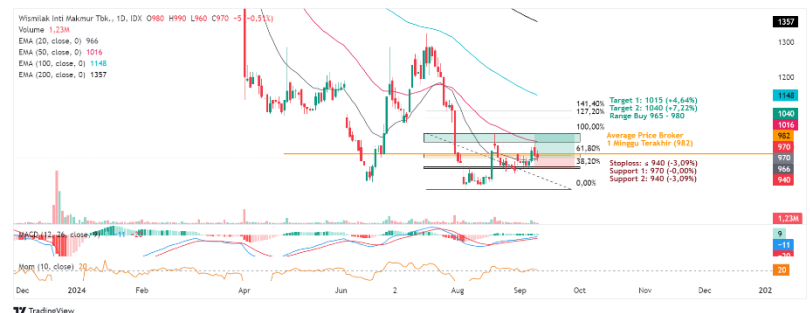 Wismilak Inti Makmur Tbk., 1D, IDX O980 H990 L960 C970 −5 (−0,51%)
Volume 1,23M
EMA (20, close, 0) 966
EMA (50, close, 0) 1016
EMA (100, close, 0) 1148
EMA (200, close, 0) 1357
1357
1300
1200
1148
1040
1016
982
970
970
966
940
141,40%
127,20%
100,00%
61,80%
38,20%
0,00%
Target 1: 1015 (+4,64%)
Target 2: 1040 (+7,22%)
Range Buy 965 - 980
Average Price Broker
1 Minggu Terakhir (982)
Stoploss: ≤ 940 (-3,09%)
Support 1: 970 (-0,00%)
Support 2: 940 (-3,09%)
1,23M
MACD (12, 26, close, 9)
−11
9
−11
−20
Mom (10, close) 20
20
Dec 2024 Feb Apr Jun 2 Aug Sep Oct Nov Dec 202
TradingView